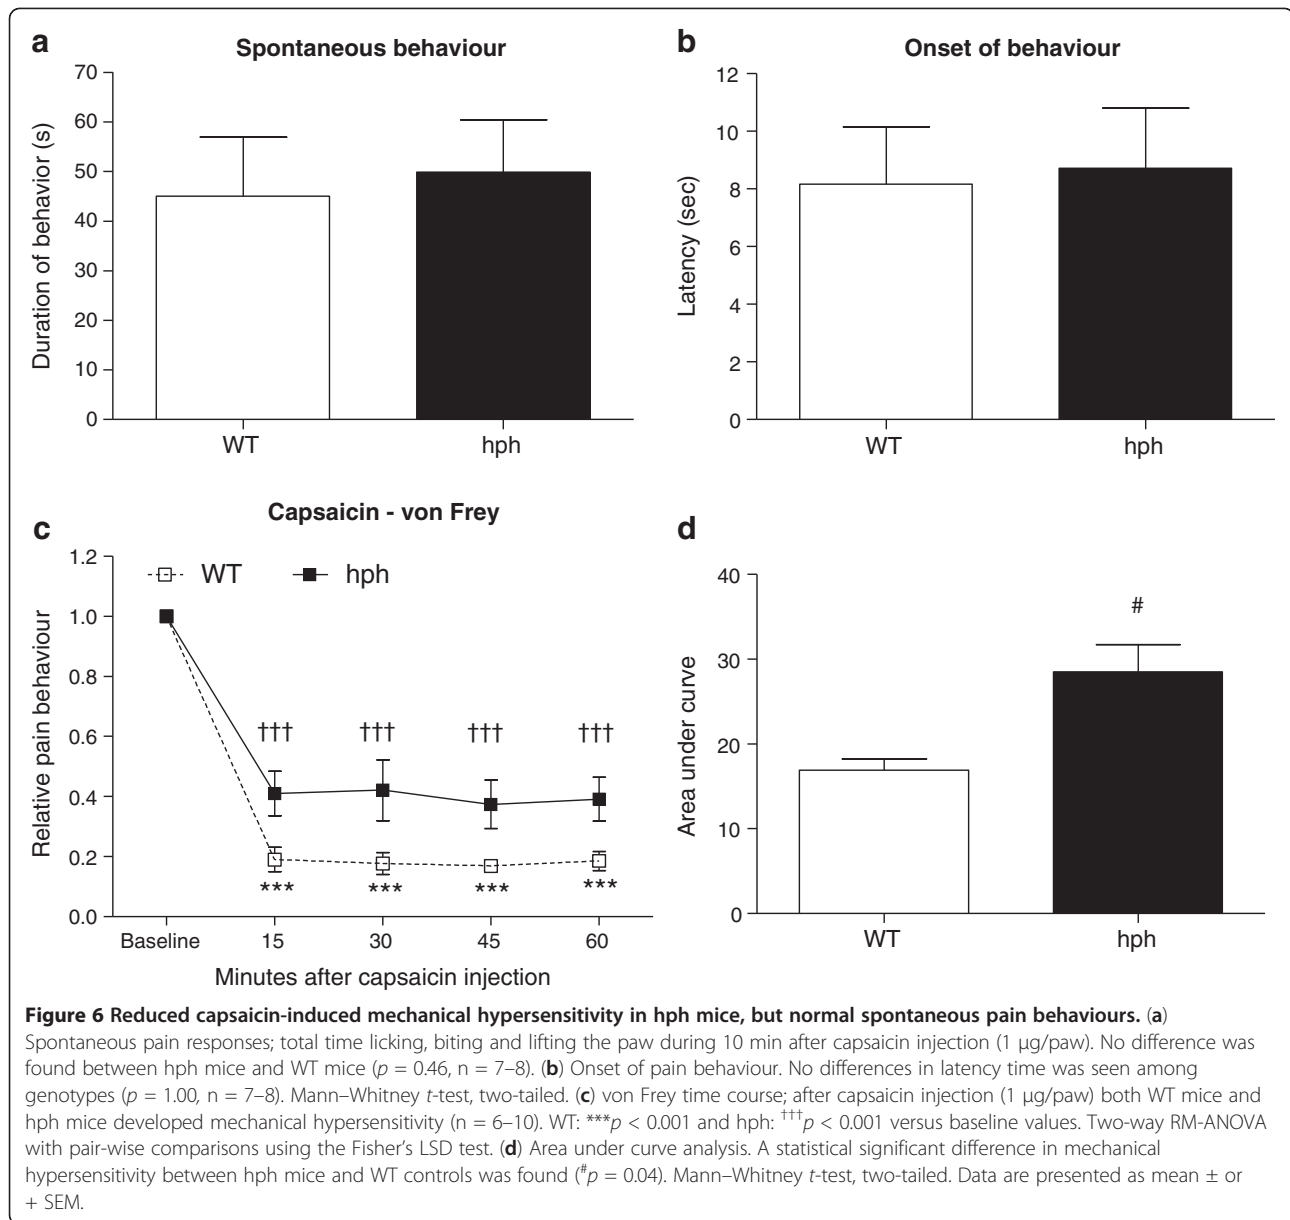 a
Spontaneous behaviour
Duration of behavior (s)
70
60
50
40
30
20
10
0
WT
hph
b
Onset of behaviour
Latency (sec)
12
10
8
6
4
2
0
WT
hph
c
Capsaicin - von Frey
WT
hph
Relative pain behaviour
1.2
1.0
0.8
0.6
0.4
0.2
0.0
†††
†††
†††
†††
***
***
***
***
Baseline
15
30
45
60
Minutes after capsaicin injection
d
Area under curve
40
30
20
10
0
#
WT
hph
Figure 6 Reduced capsaicin-induced mechanical hypersensitivity in hph mice, but normal spontaneous pain behaviours. (a)
Spontaneous pain responses; total time licking, biting and lifting the paw during 10 min after capsaicin injection (1 μg/paw). No difference was
found between hph mice and WT mice (p = 0.46, n = 7–8). (b) Onset of pain behaviour. No differences in latency time was seen among
genotypes (p = 1.00, n = 7–8). Mann–Whitney t-test, two-tailed. (c) von Frey time course; after capsaicin injection (1 μg/paw) both WT mice and
hph mice developed mechanical hypersensitivity (n = 6–10). WT: ***p < 0.001 and hph: †††p < 0.001 versus baseline values. Two-way RM-ANOVA
with pair-wise comparisons using the Fisher's LSD test. (d) Area under curve analysis. A statistical significant difference in mechanical
hypersensitivity between hph mice and WT controls was found (#p = 0.04). Mann–Whitney t-test, two-tailed. Data are presented as mean ± or
+ SEM.